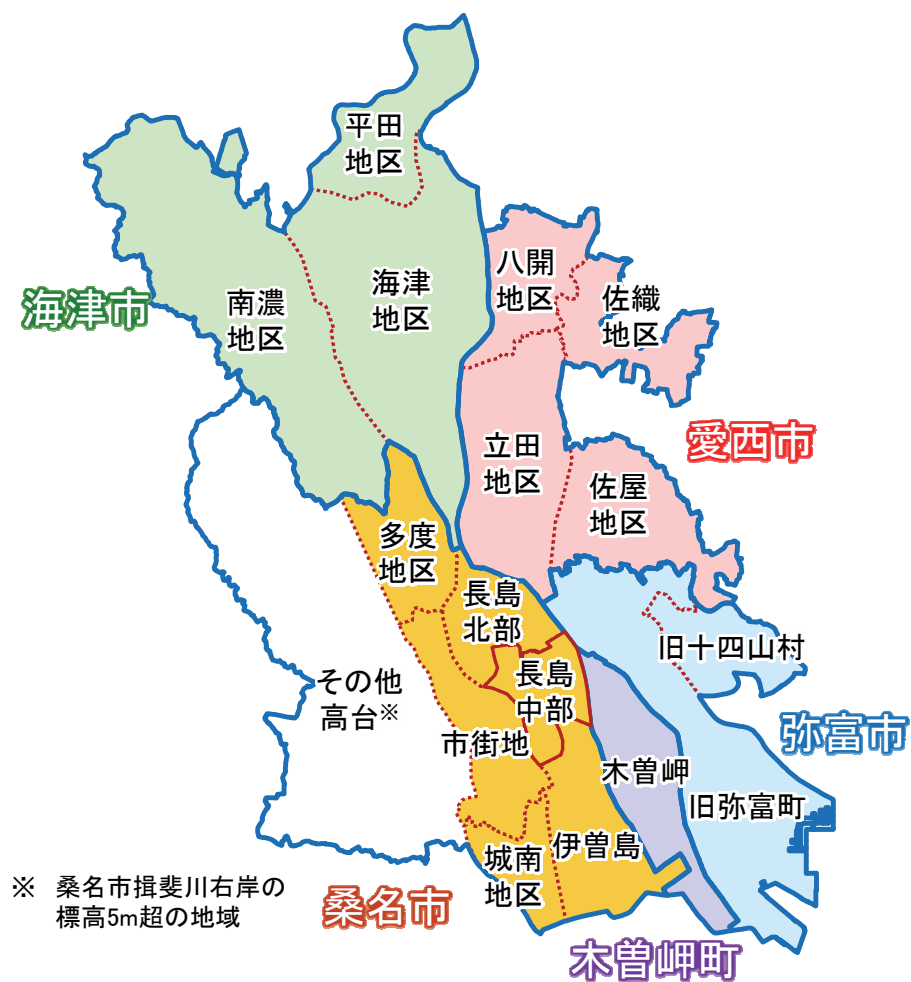 平田
地区
八開
地区
海津
地区
佐織
地区
南濃
地区
海津市
愛西市
立田
地区
佐屋
地区
多度
地区
長島
北部
旧十四山村
長島
中部
その他
高台※
市街地
弥富市
木曽岬
旧弥富町
伊曽島
城南
地区
※ 桑名市揖斐川右岸の
標高5m超の地域
桑名市
木曽岬町